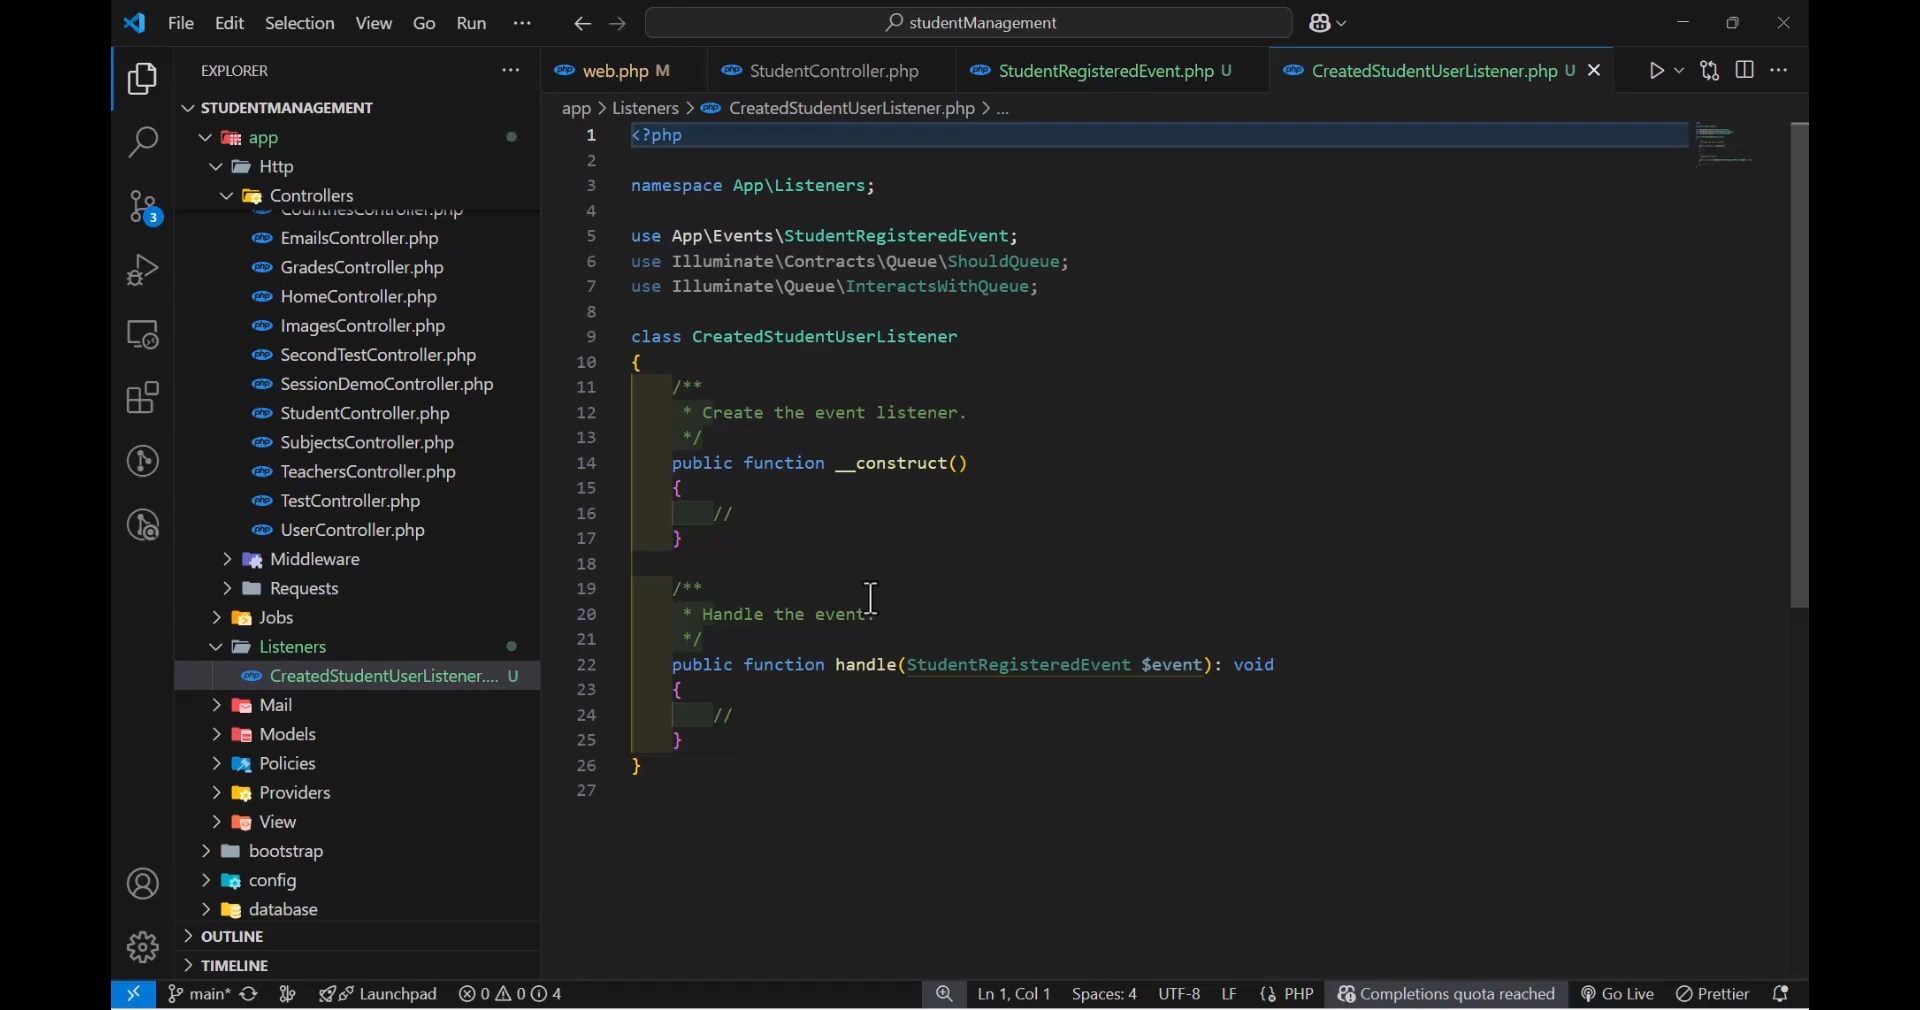 File Edit Selection View Go Run ...
studentManagement
EXPLORER ...
STUDENTMANAGEMENT
app
Http
Controllers
CountriesController.php
EmailsController.php
GradesController.php
HomeController.php
ImagesController.php
SecondTestController.php
SessionDemoController.php
StudentController.php
SubjectsController.php
TeachersController.php
TestController.php
UserController.php
Middleware
Requests
Jobs
Listeners
CreatedStudentUserListener.... U
Mail
Models
Policies
Providers
View
bootstrap
config
database
OUTLINE
TIMELINE
3
web.php M
StudentController.php
StudentRegisteredEvent.php U
CreatedStudentUserListener.php U
app > Listeners > CreatedStudentUserListener.php > ...
1 <?php
2
3 namespace App\Listeners;
4
5 use App\Events\StudentRegisteredEvent;
6 use Illuminate\Contracts\Queue\ShouldQueue;
7 use Illuminate\Queue\InteractsWithQueue;
8
9 class CreatedStudentUserListener
10 {
11 /**
12 * Create the event listener.
13 */
14 public function __construct()
15 {
16 //
17 }
18
19 /**
20 * Handle the event.
21 */
22 public function handle(StudentRegisteredEvent $event): void
23 {
24 //
25 }
26 }
27
main* Launchpad 0 0 4 Ln 1, Col 1 Spaces: 4 UTF-8 LF {} PHP Completions quota reached Go Live Prettier